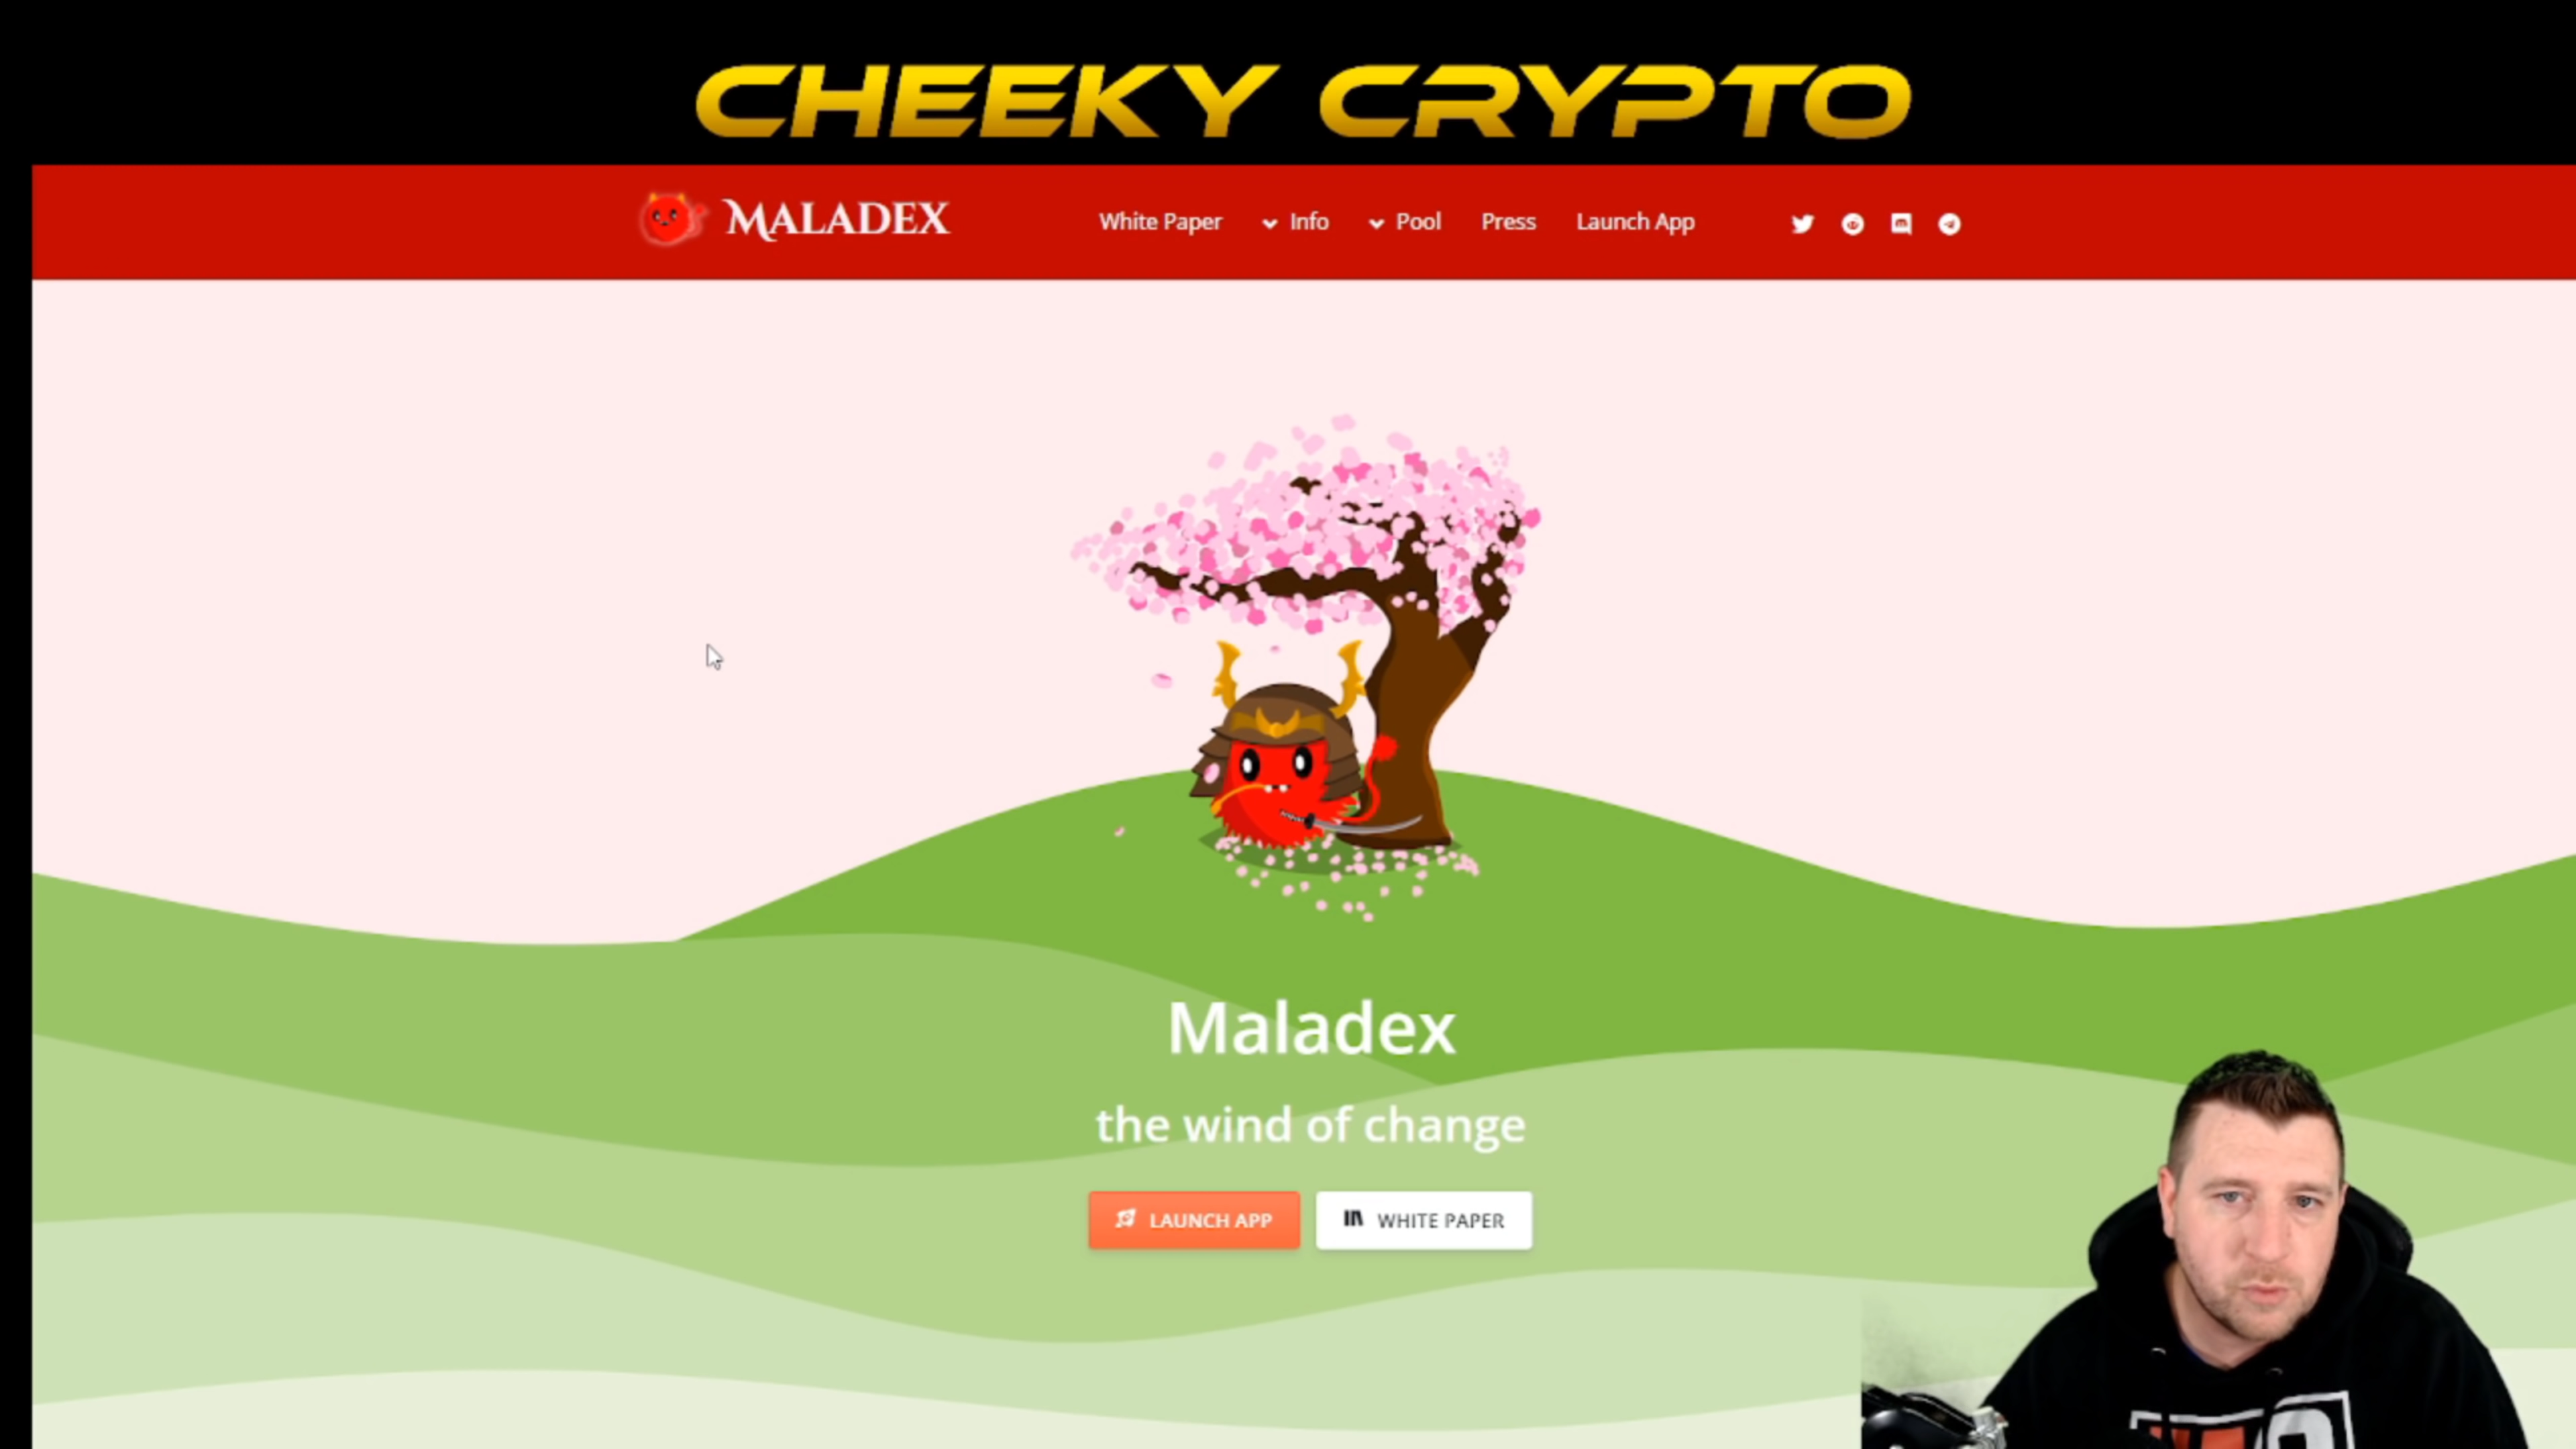 CHEEKY CRYPTO
MALADEX
White Paper Info Pool Press Launch App
Maladex
the wind of change
LAUNCH APP WHITE PAPER